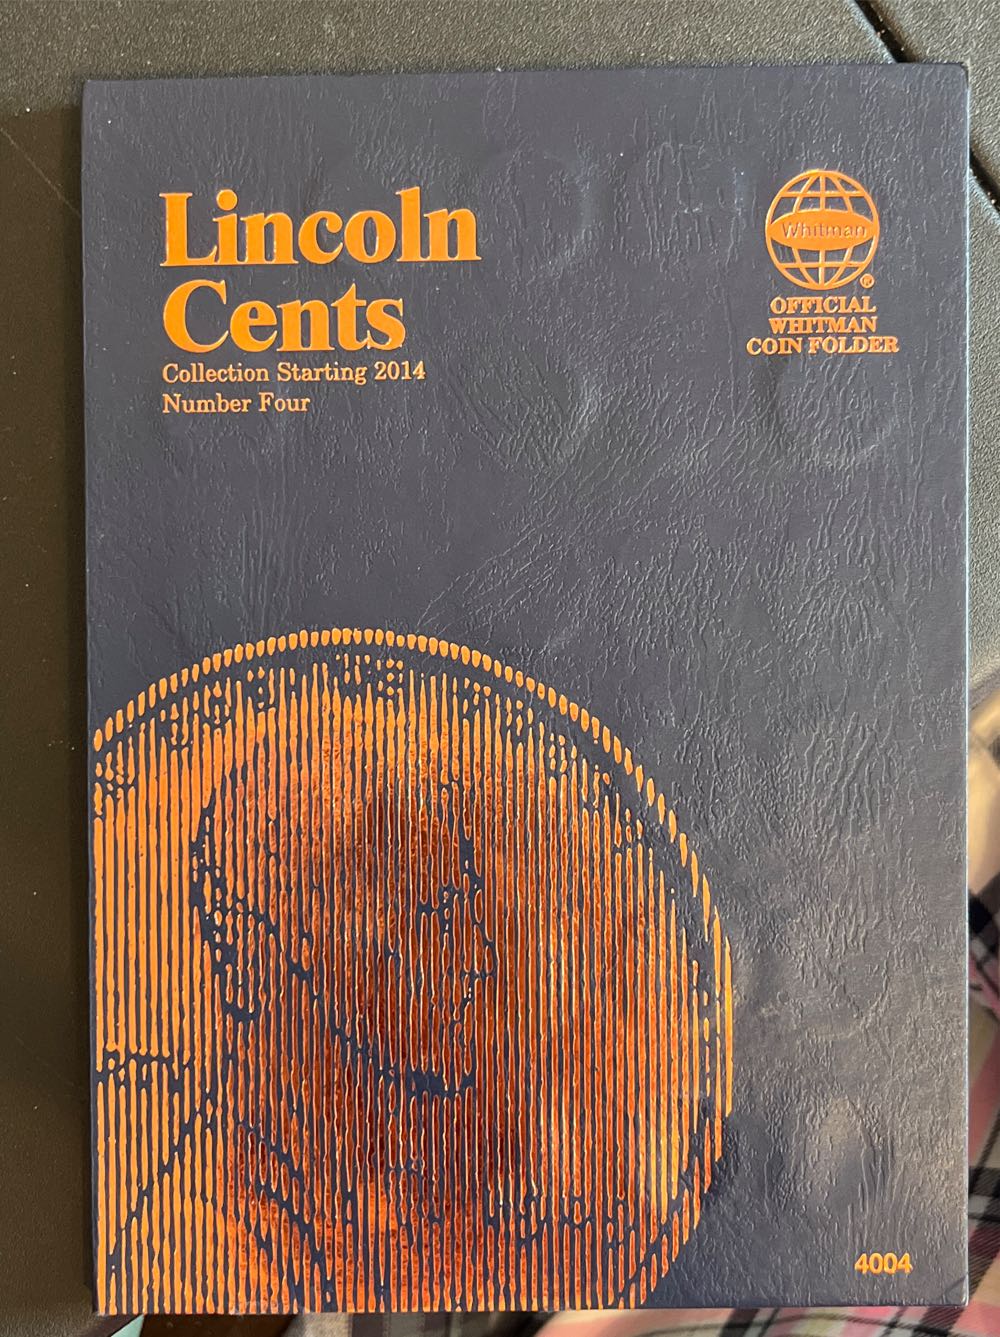 Lincoln
Cents
Collection Starting 2014
Number Four
Whitman
®
OFFICIAL
WHITMAN
COIN FOLDER
4004